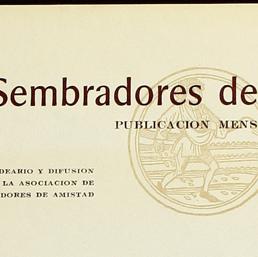 Sembradores de
PUBLICACION MENS
DEARIO Y DIFUSION
LA ASOCIACION DE
DORES DE AMISTAD